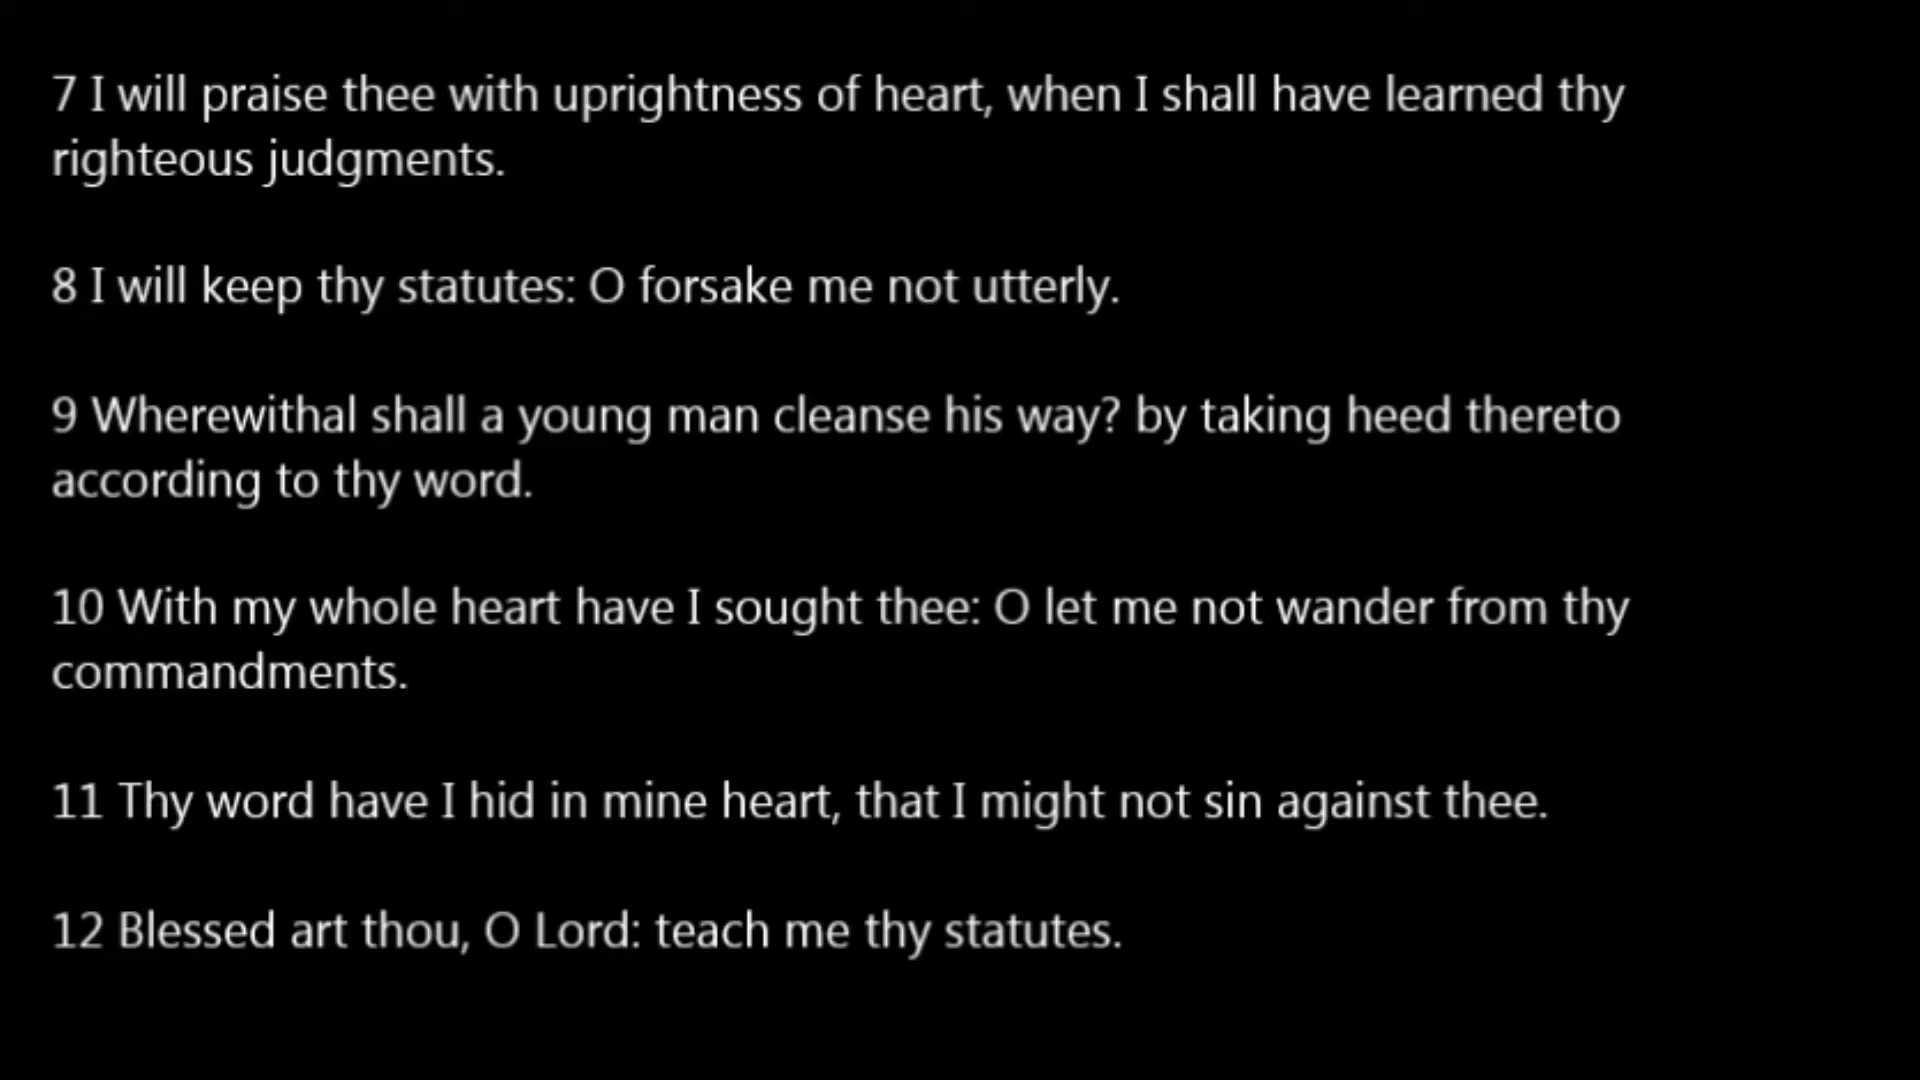 7 I will praise thee with uprightness of heart, when I shall have learned thy
righteous judgments.
8 I will keep thy statutes: O forsake me not utterly.
9 Wherewithal shall a young man cleanse his way? by taking heed thereto
according to thy word.
10 With my whole heart have I sought thee: O let me not wander from thy
commandments.
11 Thy word have I hid in mine heart, that I might not sin against thee.
12 Blessed art thou, O Lord: teach me thy statutes.